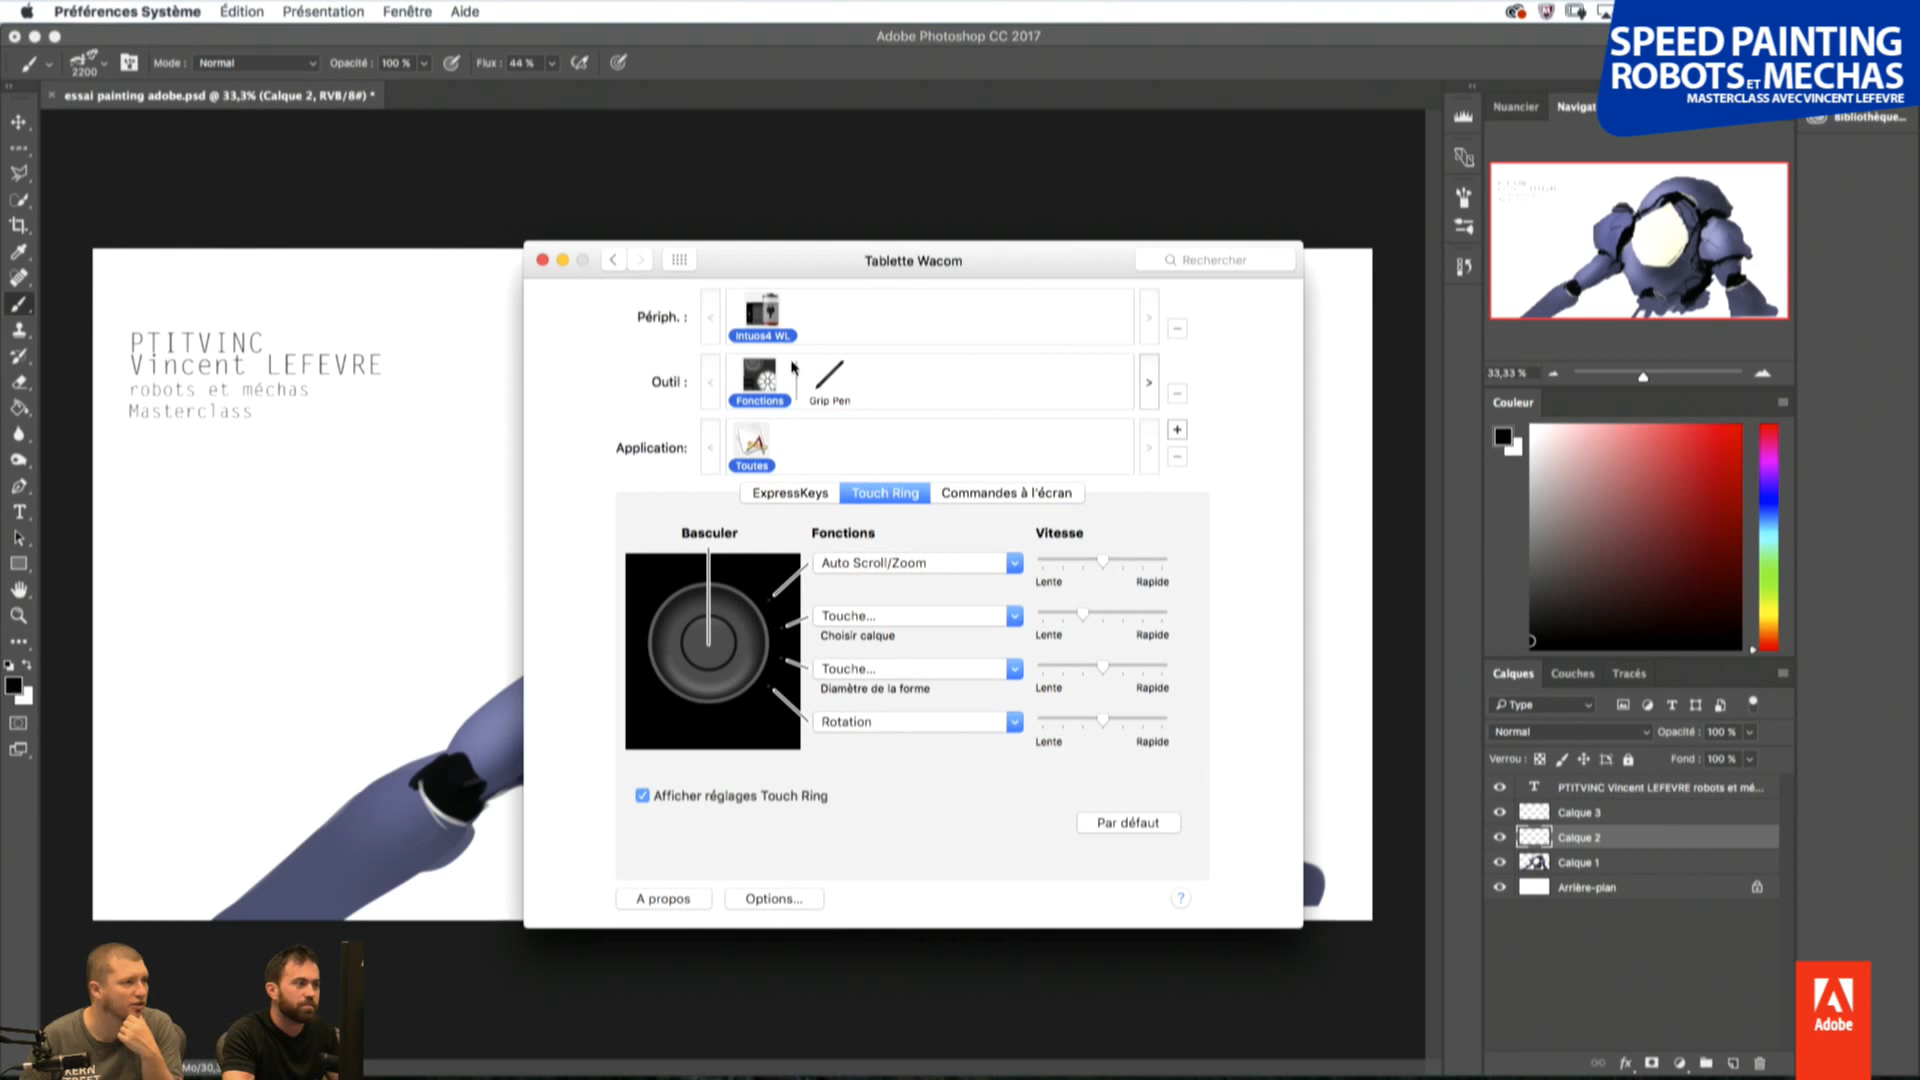 Préférences Système Édition Présentation Fenêtre Aide
Adobe Photoshop CC 2017
SPEED PAINTING
ROBOTS ET MECHAS
MASTERCLASS AVEC VINCENT LEFEVRE
2200 Mode : Normal Opacité : 100 % Flux : 44 %
essai painting adobe.psd @ 33,3% (Calque 2, RVB/8#) *
Nuancier Navigat
Bibliothèque...
PTITVINC
Vincent LEFEVRE
robots et méchas
Masterclass
Tablette Wacom
Rechercher
Périph. :
Intuos4 WL
Outil :
Fonctions Grip Pen
Application:
Toutes
ExpressKeys Touch Ring Commandes à l'écran
Basculer Fonctions Vitesse
Auto Scroll/Zoom
Lente Rapide
Touche...
Choisir calque Lente Rapide
Touche...
Diamètre de la forme Lente Rapide
Rotation
Lente Rapide
Afficher réglages Touch Ring
Par défaut
A propos Options... ?
33,33 %
Couleur
Calques Couches Tracés
Type
Normal Opacité : 100 %
Verrou : Fond : 100 %
PTITVINC Vincent LEFEVRE robots et mé...
Calque 3
Calque 2
Calque 1
Arrière-plan
fx
Adobe
KERN
STREET
Mo/30,